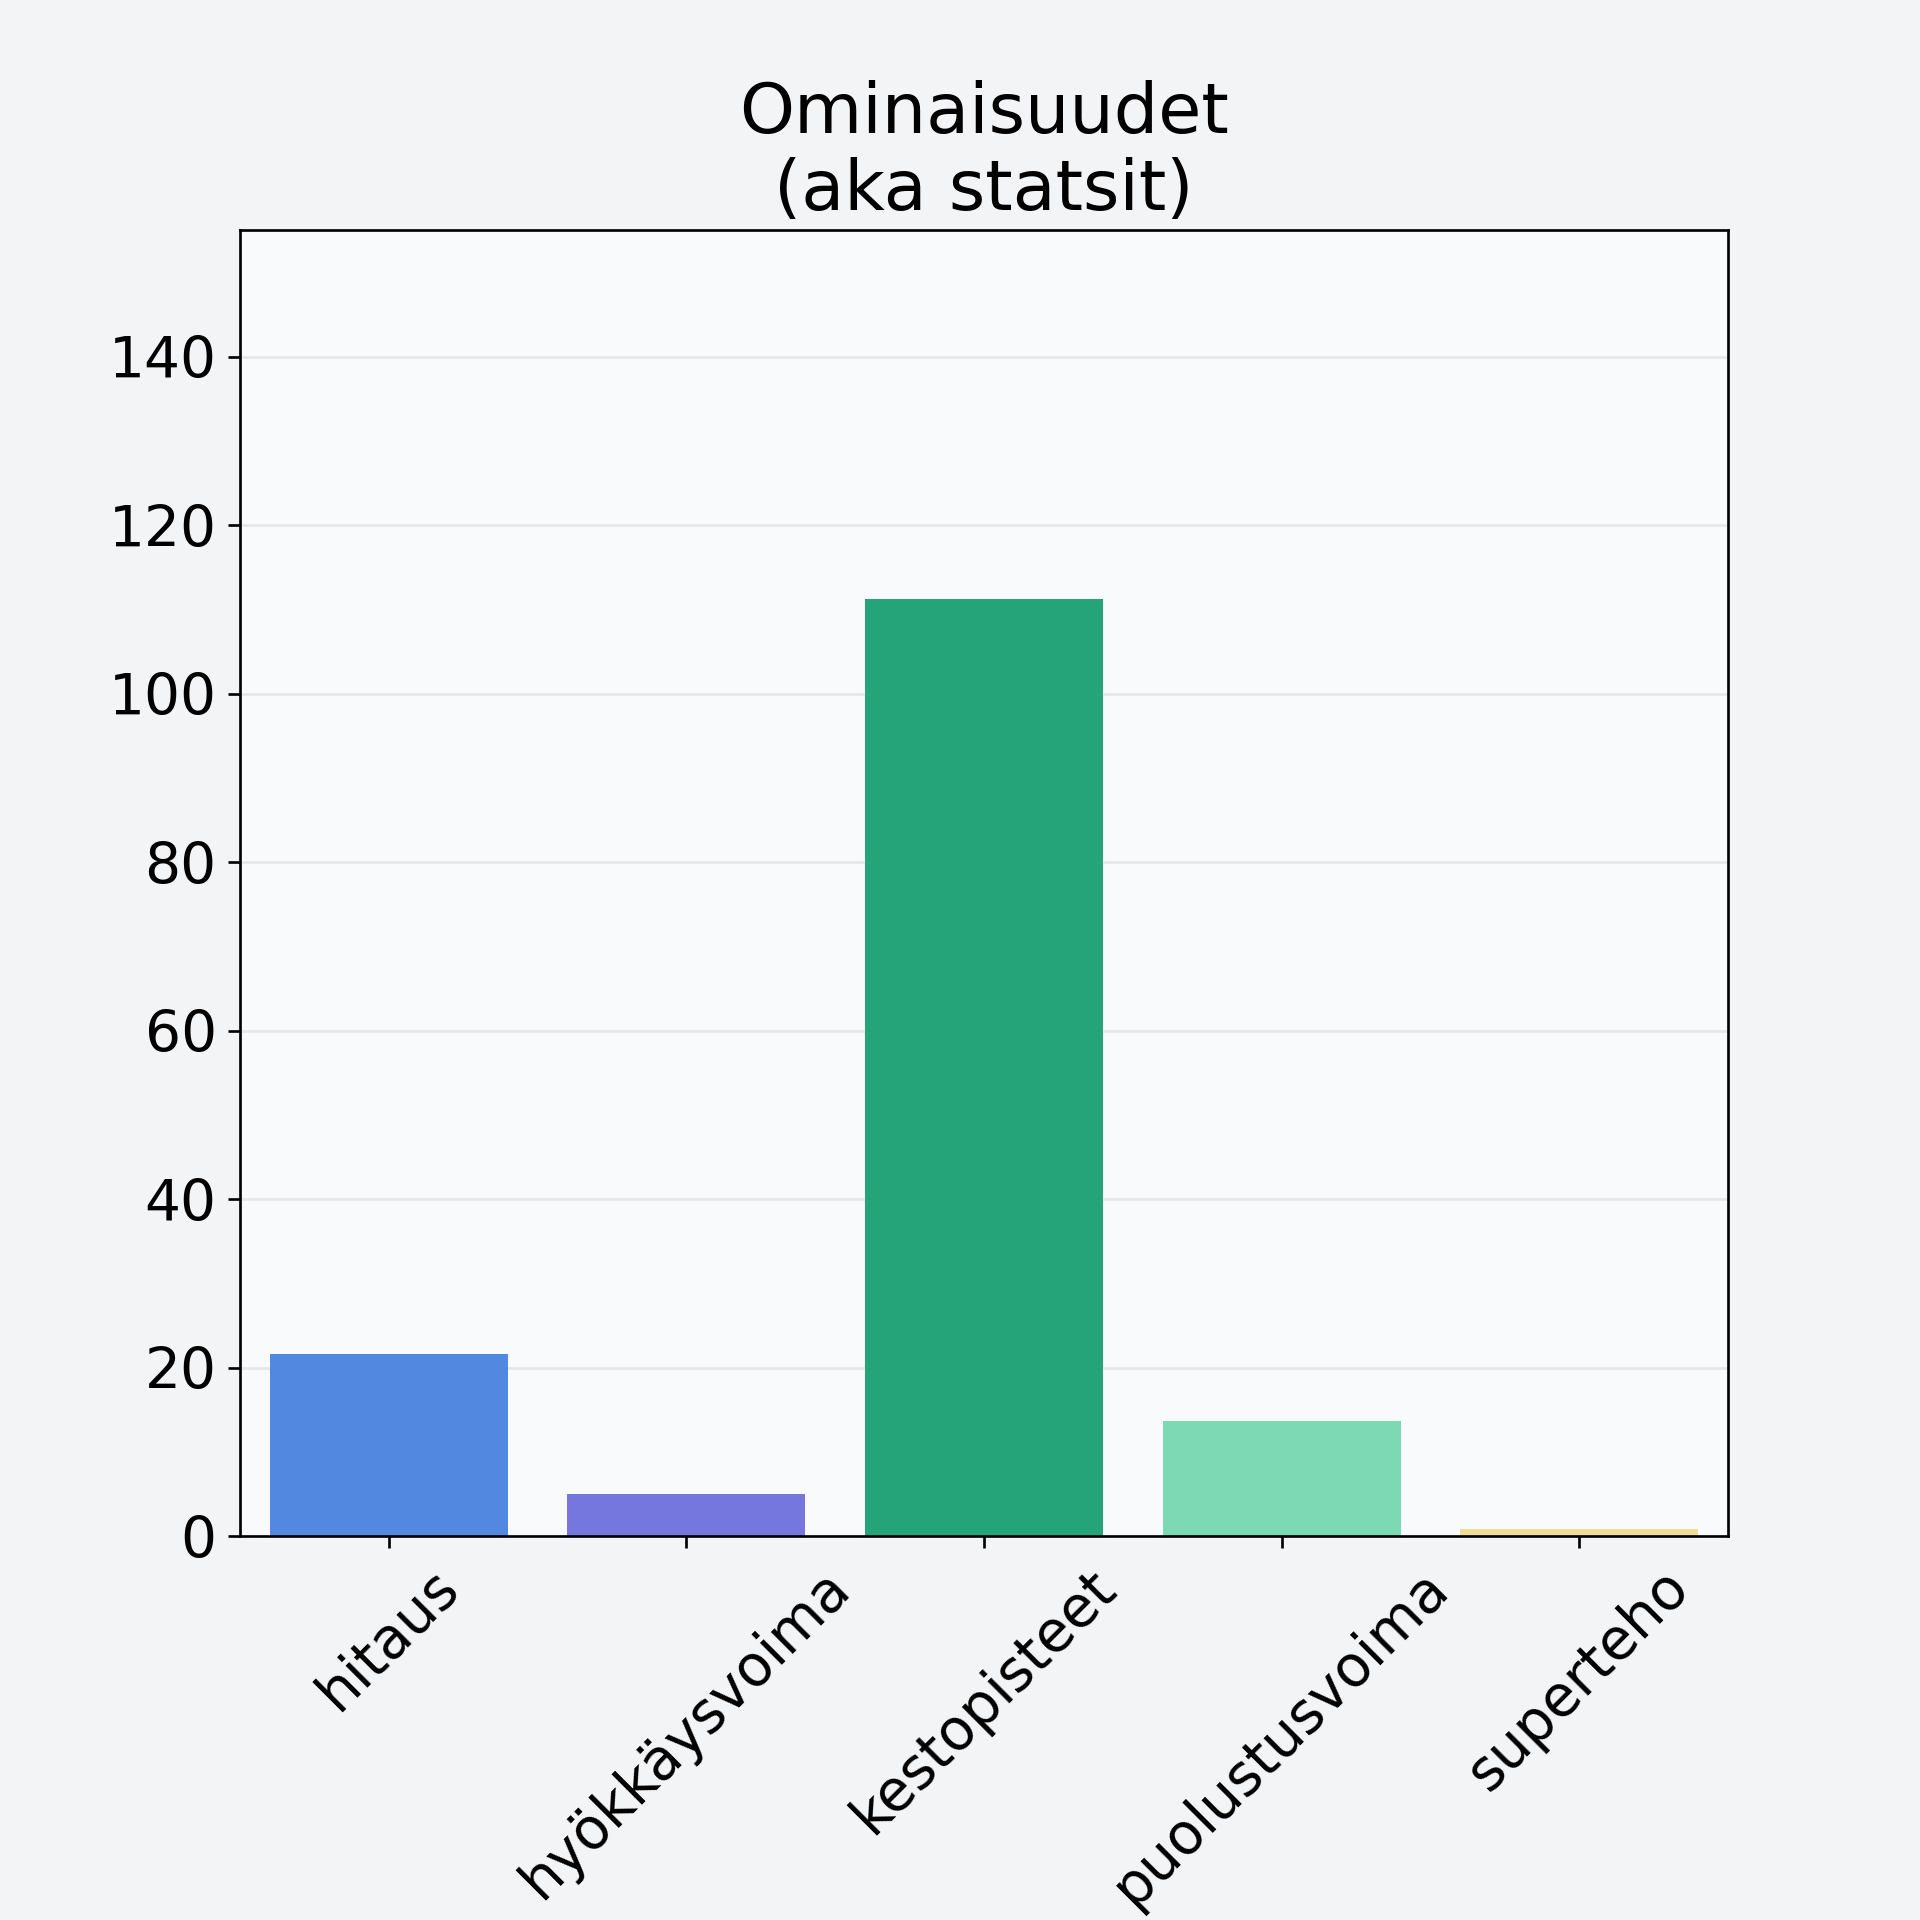 Ominaisuudet
(aka statsit)
140
120
100
80
60
40
20
0
hitaus
hyökkäysvoima
kestopisteet
puolustusvoima
superteho